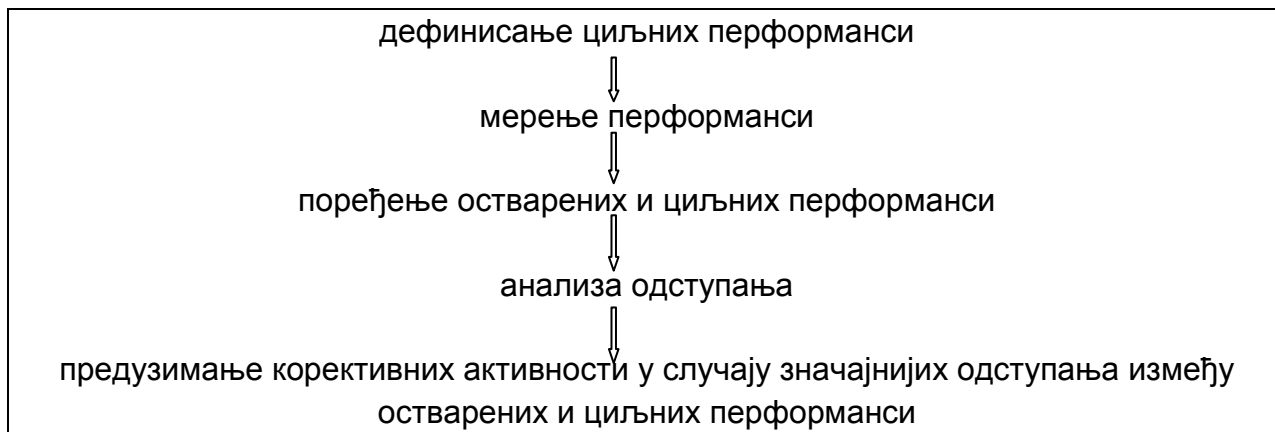 дефинисање циљних перформанси
мерење перформанси
поређење остварених и циљних перформанси
анализа одступања
предузимање корективних активности у случају значајнијих одступања између
остварених и циљних перформанси